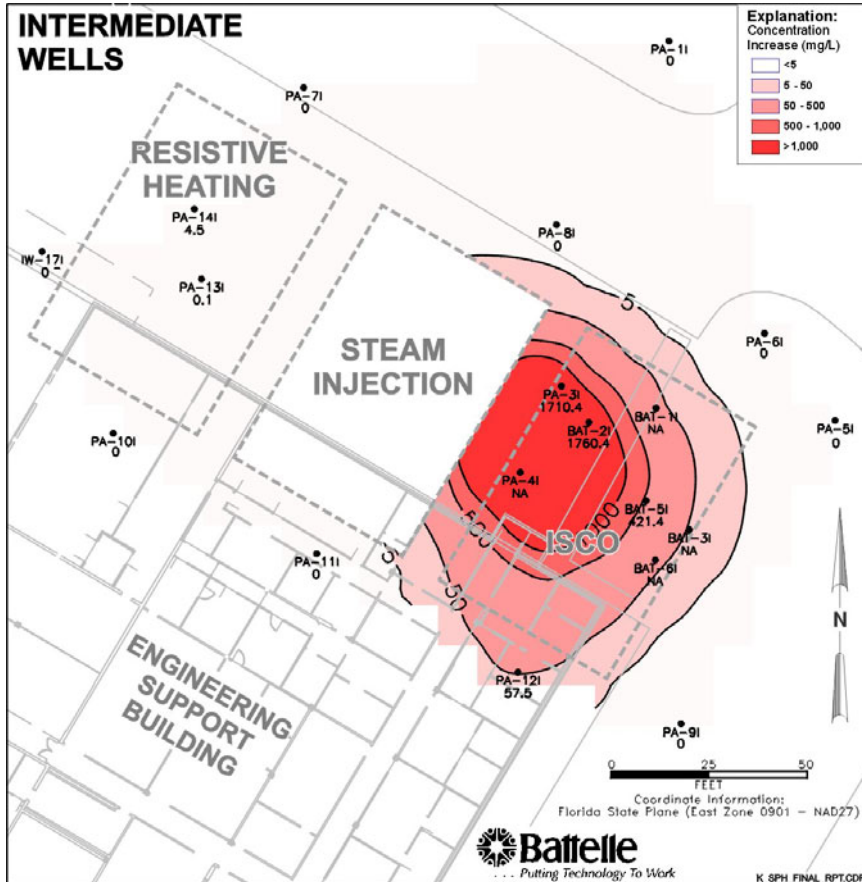 INTERMEDIATE
WELLS
Explanation:
Concentration
Increase (mg/L)
<5
5 - 50
50 - 500
500 - 1,000
>1,000
PA-1I
0
PA-7I
0
RESISTIVE
HEATING
PA-14I
4.5
PA-8I
0
IW-17I
0
PA-13I
0.1
5
STEAM
INJECTION
PA-6I
0
PA-3I
1710.4
BAT-1I
NA
BAT-2I
1760.4
PA-5I
0
PA-10I
0
PA-4I
NA
BAT-5I
421.4
500
000
BAT-3I
NA
ISCO
PA-11I
0
5
BAT-6I
NA
50
N
ENGINEERING
SUPPORT
BUILDING
PA-12I
57.5
PA-9I
0
0 25 50
FEET
Coordinate Information:
Florida State Plane (East Zone 0901 - NAD27)
Battelle
. . . Putting Technology To Work
K_SPH_FINAL_RPT.CDR